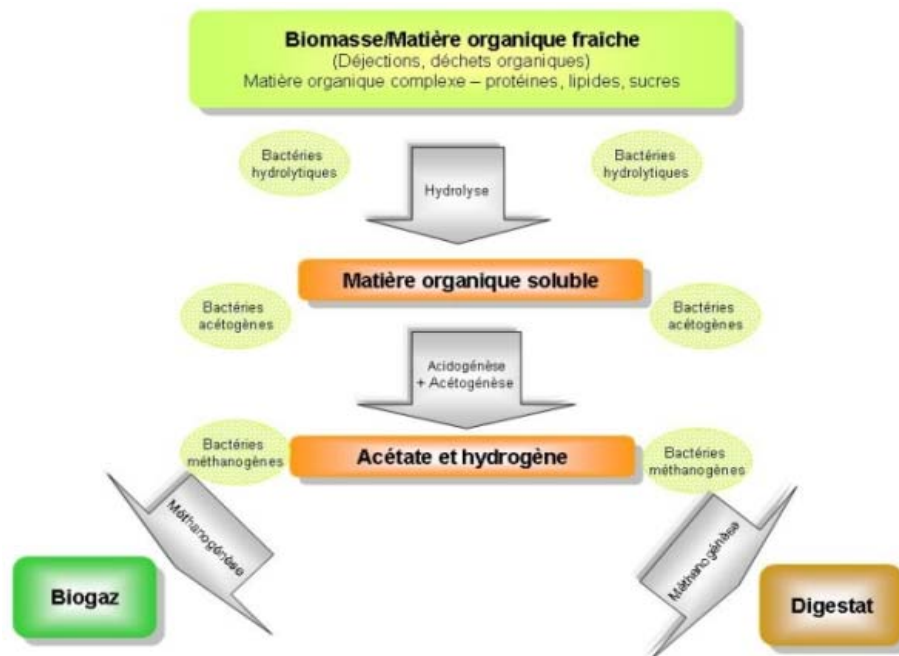 Biomasse/Matière organique fraiche
(Déjections, déchets organiques)
Matière organique complexe – protéines, lipides, sucres
Bactéries
hydrolytiques
Hydrolyse
Bactéries
hydrolytiques
Matière organique soluble
Bactéries
acétogènes
Acidogénèse
+ Acétogénèse
Bactéries
acétogènes
Bactéries
méthanogènes
Acétate et hydrogène
Bactéries
méthanogènes
Méthanogénèse
Méthanogénèse
Biogaz
Digestat